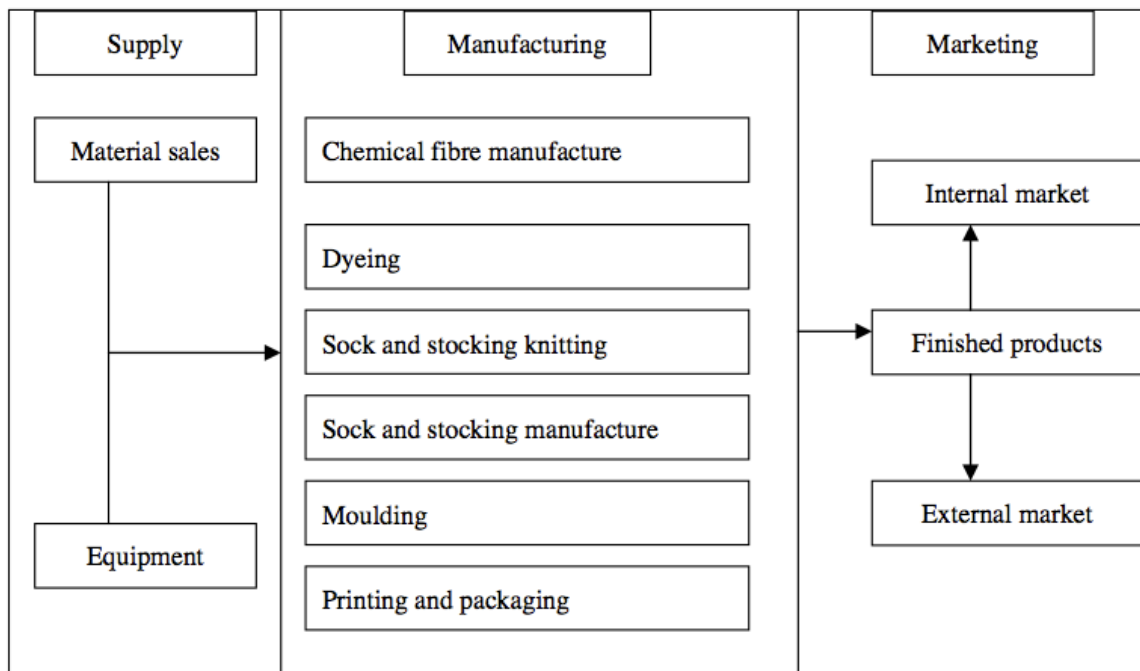 Supply
Manufacturing
Marketing
Material sales
Equipment
Chemical fibre manufacture
Dyeing
Sock and stocking knitting
Sock and stocking manufacture
Moulding
Printing and packaging
Internal market
Finished products
External market